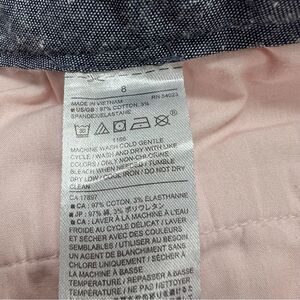 8
MADE IN VIETNAM RN 54023
■ US/GB : 97% COTTON, 3%
SPANDEX/ELASTANE
30
1166
MACHINE WASH COLD GENTLE
CYCLE / WASH AND DRY WITH LIKE
COLORS / ONLY NON-CHLORINE
BLEACH WHEN NEEDED / TUMBLE
DRY LOW / COOL IRON / DO NOT DRY
CLEAN
CA 17897
■ CA : 97% COTON, 3% ÉLASTHANNE
■ JP : 97% 綿, 3% ポリウレタン
■ CA : LAVER À LA MACHINE À L'EAU
FROIDE AU CYCLE DÉLICAT / LAVER
ET SÉCHER AVEC DES COULEURS
SEMBLABLES / UTILISER AU BESOIN
UN AGENT DE BLANCHIMENT SANS
CHLORE UNIQUEMENT / SÉCHER À
LA MACHINE À BASSE
TEMPÉRATURE / REPASSER À BASSE
TEMPÉRATURE / NE PAS NETTOYER